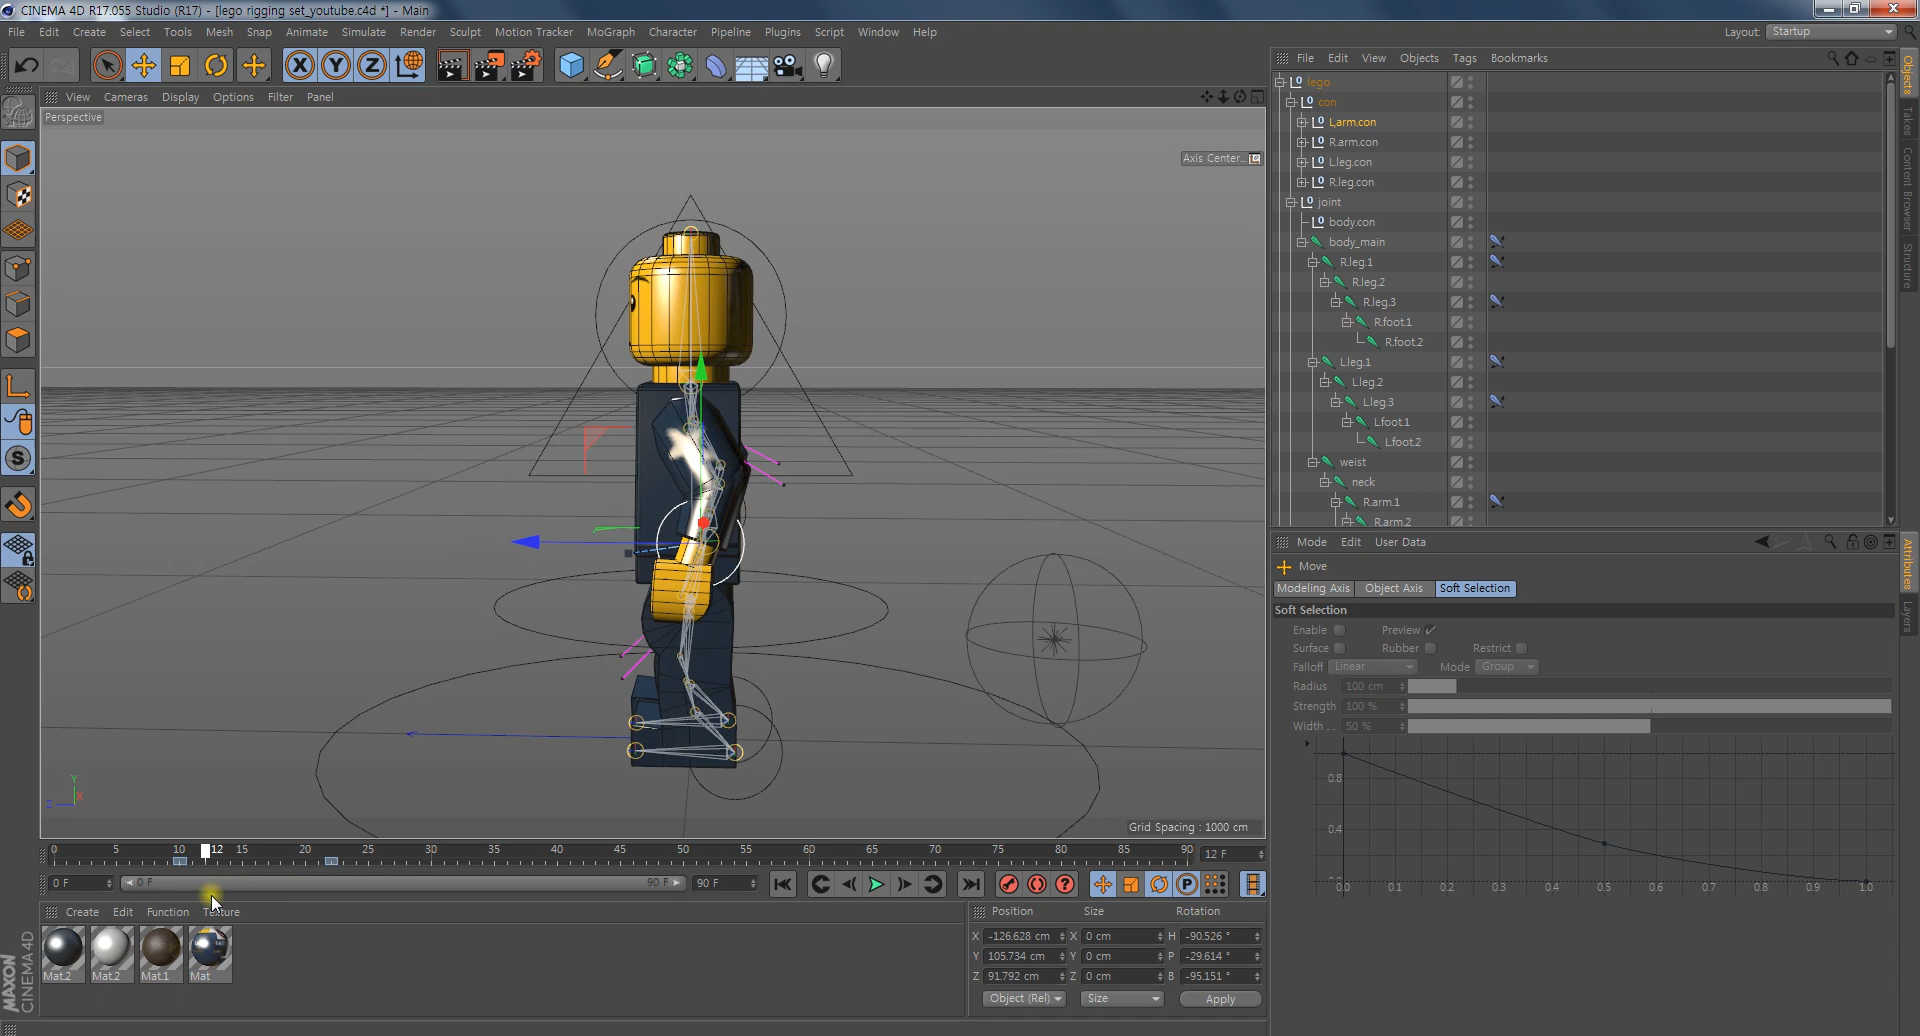 CINEMA 4D R17.055 Studio (R17) - [lego rigging set_youtube.c4d *] - Main
File Edit Create Select Tools Mesh Snap Animate Simulate Render Sculpt Motion Tracker MoGraph Character Pipeline Plugins Script Window Help
Layout: Startup
File Edit View Objects Tags Bookmarks
View Cameras Display Options Filter Panel
Perspective
Axis Center...
lego
con
L.arm.con
R.arm.con
L.leg.con
R.leg.con
joint
body.con
body_main
R.leg.1
R.leg.2
R.leg.3
R.foot.1
R.foot.2
L.leg.1
L.leg.2
L.leg.3
L.foot.1
L.foot.2
weist
neck
R.arm.1
R.arm.2
Objects
Takes
Content Browser
Structure
Mode Edit User Data
Move
Modeling Axis Object Axis Soft Selection
Soft Selection
Enable Preview
Surface Rubber Restrict
Falloff Linear Mode Group
Radius 100 cm
Strength 100 %
Width . . 50 %
0.8
0.4
0.0 0.1 0.2 0.3 0.4 0.5 0.6 0.7 0.8 0.9 1.0
Attributes
Layers
Y
Z X
Grid Spacing : 1000 cm
0 5 10 12 15 20 25 30 35 40 45 50 55 60 65 70 75 80 85 90
12 F
0 F 0 F 90 F 90 F
Create Edit Function Texture
Mat.2 Mat.2 Mat.1 Mat
Position Size Rotation
X -126.628 cm X 0 cm H -90.526 °
Y 105.734 cm Y 0 cm P -29.614 °
Z 91.792 cm Z 0 cm B -95.151 °
Object (Rel) Size Apply
MAXON
CINEMA 4D